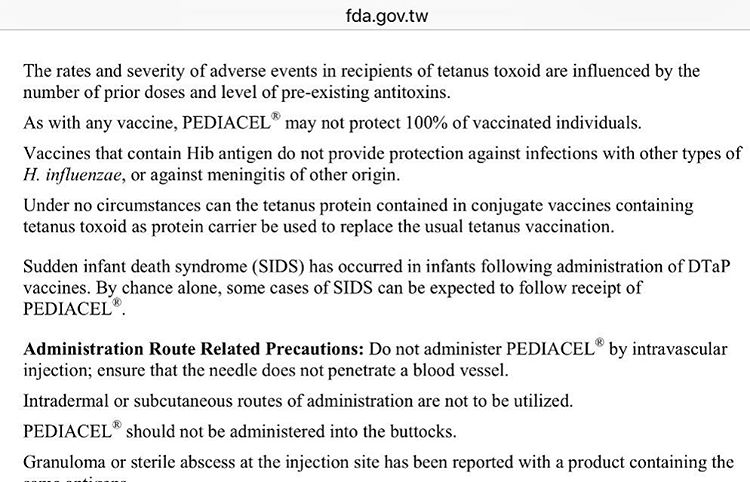 fda.gov.tw
The rates and severity of adverse events in recipients of tetanus toxoid are influenced by the
number of prior doses and level of pre-existing antitoxins.
As with any vaccine, PEDIACEL® may not protect 100% of vaccinated individuals.
Vaccines that contain Hib antigen do not provide protection against infections with other types of
H. influenzae, or against meningitis of other origin.
Under no circumstances can the tetanus protein contained in conjugate vaccines containing
tetanus toxoid as protein carrier be used to replace the usual tetanus vaccination.
Sudden infant death syndrome (SIDS) has occurred in infants following administration of DTaP
vaccines. By chance alone, some cases of SIDS can be expected to follow receipt of
PEDIACEL®.
Administration Route Related Precautions: Do not administer PEDIACEL® by intravascular
injection; ensure that the needle does not penetrate a blood vessel.
Intradermal or subcutaneous routes of administration are not to be utilized.
PEDIACEL® should not be administered into the buttocks.
Granuloma or sterile abscess at the injection site has been reported with a product containing the